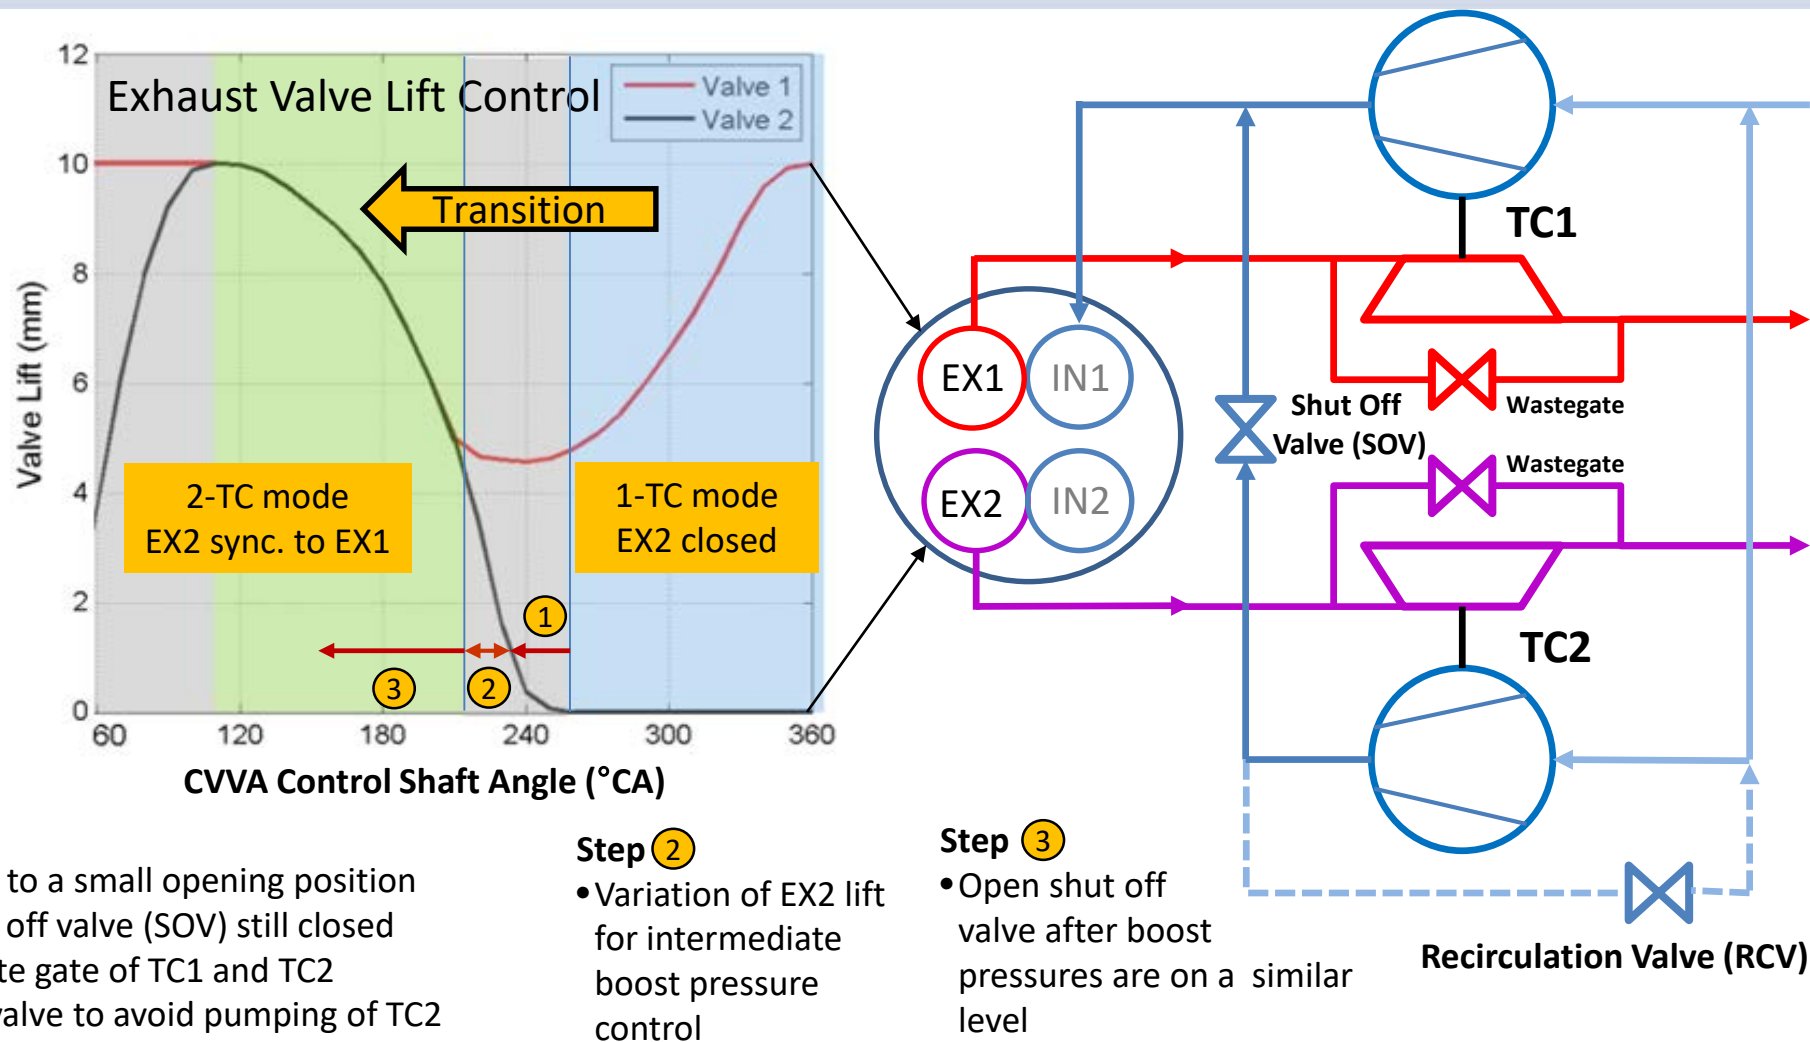 12
10
8
6
4
2
0
Valve Lift (mm)
Exhaust Valve Lift Control
Valve 1
Valve 2
Transition
2-TC mode
EX2 sync. to EX1
1-TC mode
EX2 closed
1
2
3
60
120
180
240
300
360
CVVA Control Shaft Angle (°CA)
TC1
EX1
IN1
EX2
IN2
Shut Off
Valve (SOV)
Wastegate
Wastegate
TC2
Recirculation Valve (RCV)
to a small opening position
off valve (SOV) still closed
te gate of TC1 and TC2
valve to avoid pumping of TC2
Step 2
•Variation of EX2 lift
for intermediate
boost pressure
control
Step 3
•Open shut off
valve after boost
pressures are on a similar
level